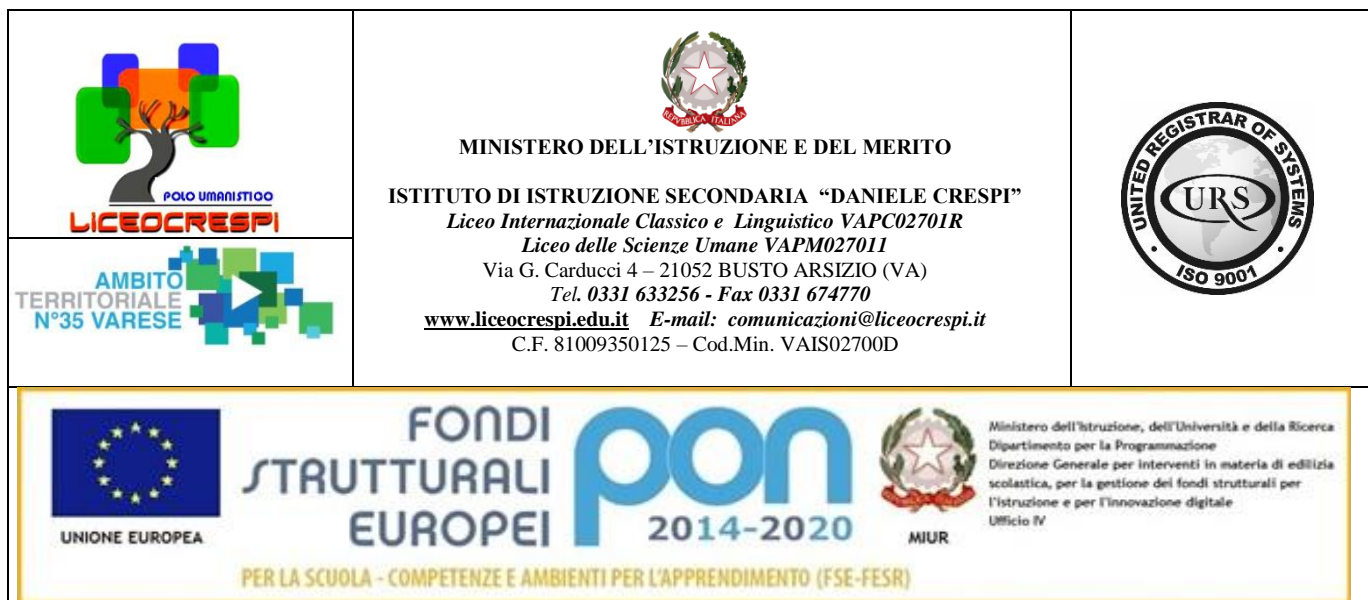 POLO UMANISTICO
LICEOCRESPI
AMBITO
TERRITORIALE
N°35 VARESE
REPVBBLICA ITALIANA
MINISTERO DELL’ISTRUZIONE E DEL MERITO
ISTITUTO DI ISTRUZIONE SECONDARIA “DANIELE CRESPI”
Liceo Internazionale Classico e Linguistico VAPC02701R
Liceo delle Scienze Umane VAPM027011
Via G. Carducci 4 – 21052 BUSTO ARSIZIO (VA)
Tel. 0331 633256 - Fax 0331 674770
www.liceocrespi.edu.it E-mail: comunicazioni@liceocrespi.it
C.F. 81009350125 – Cod.Min. VAIS02700D
UNITED REGISTRAR OF SYSTEMS
URS
ISO 9001
UNIONE EUROPEA
FONDI
STRUTTURALI
EUROPEI
pon
2014-2020
MIUR
Ministero dell'Istruzione, dell'Università e della Ricerca
Dipartimento per la Programmazione
Direzione Generale per interventi in materia di edilizia
scolastica, per la gestione dei fondi strutturali per
l'istruzione e per l'innovazione digitale
Ufficio IV
PER LA SCUOLA - COMPETENZE E AMBIENTI PER L'APPRENDIMENTO (FSE-FESR)